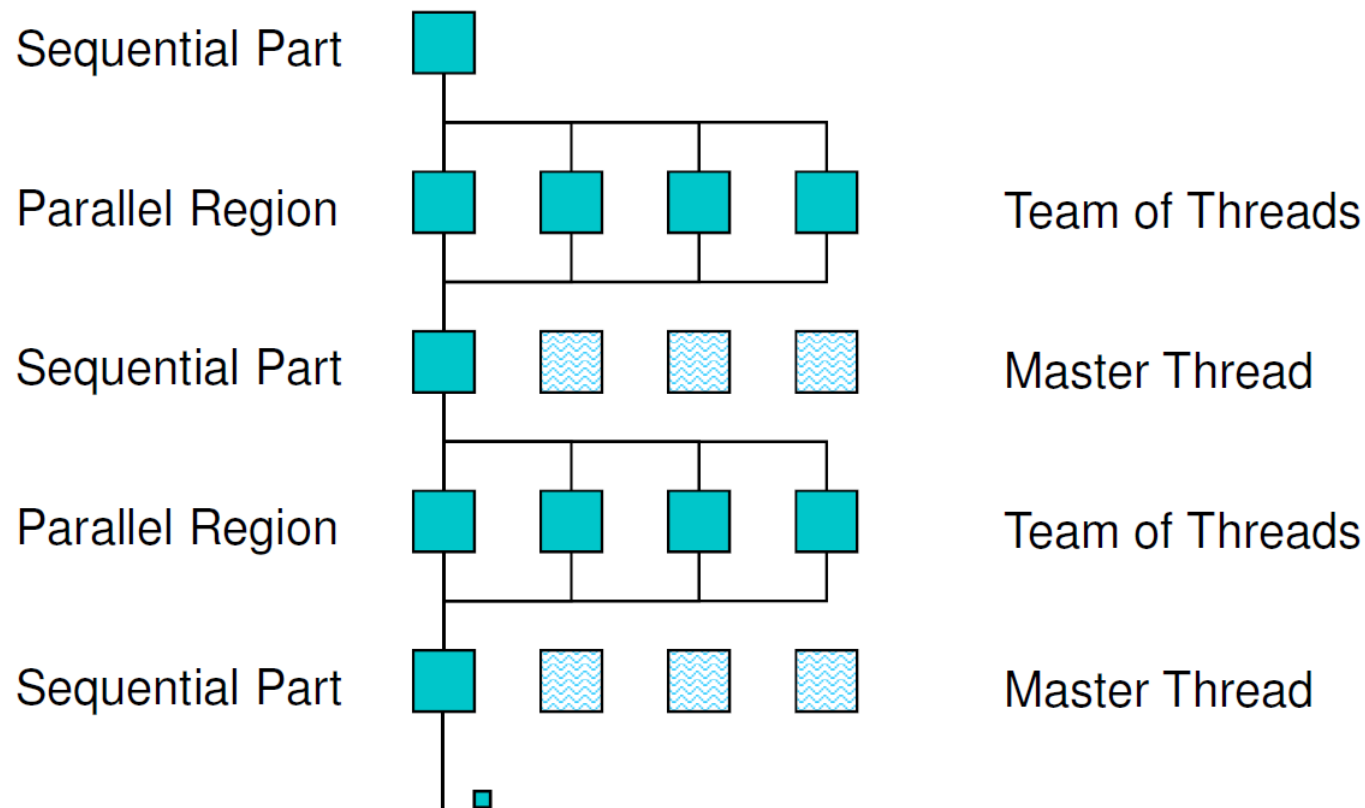 Sequential Part
Parallel Region Team of Threads
Sequential Part Master Thread
Parallel Region Team of Threads
Sequential Part Master Thread